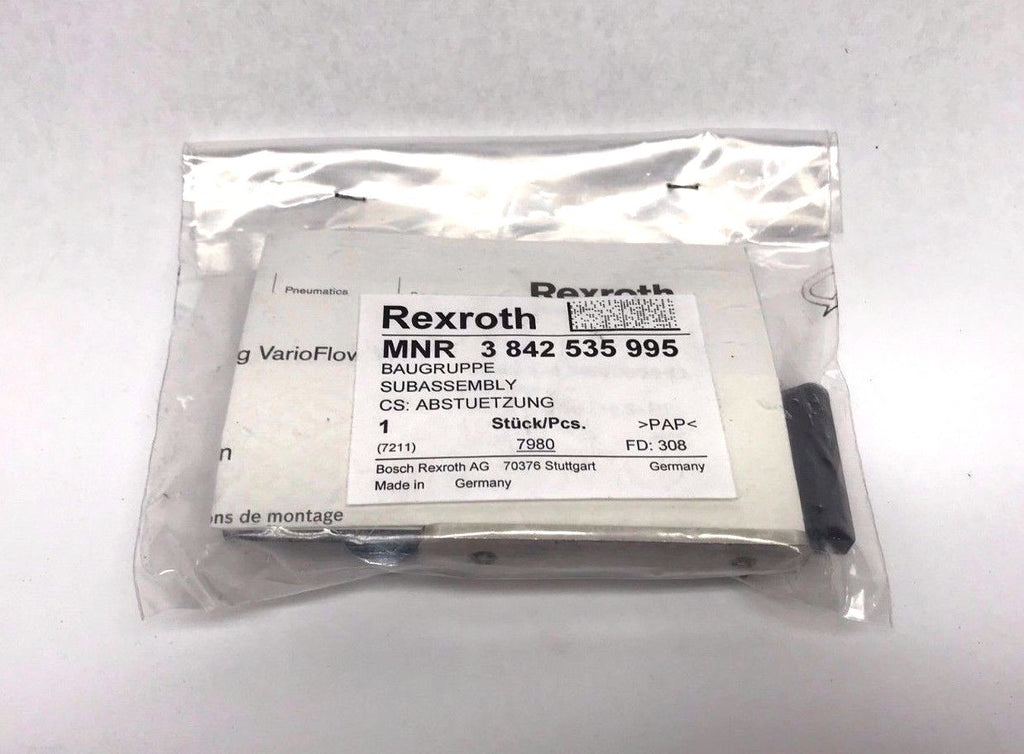 Pneumatics
Rexroth
g VarioFlow
n
ons de montage
Rexroth
MNR 3 842 535 995
BAUGRUPPE
SUBASSEMBLY
CS: ABSTUETZUNG
1 Stück/Pcs. >PAP<
(7211) 7980 FD: 308
Bosch Rexroth AG 70376 Stuttgart Germany
Made in Germany